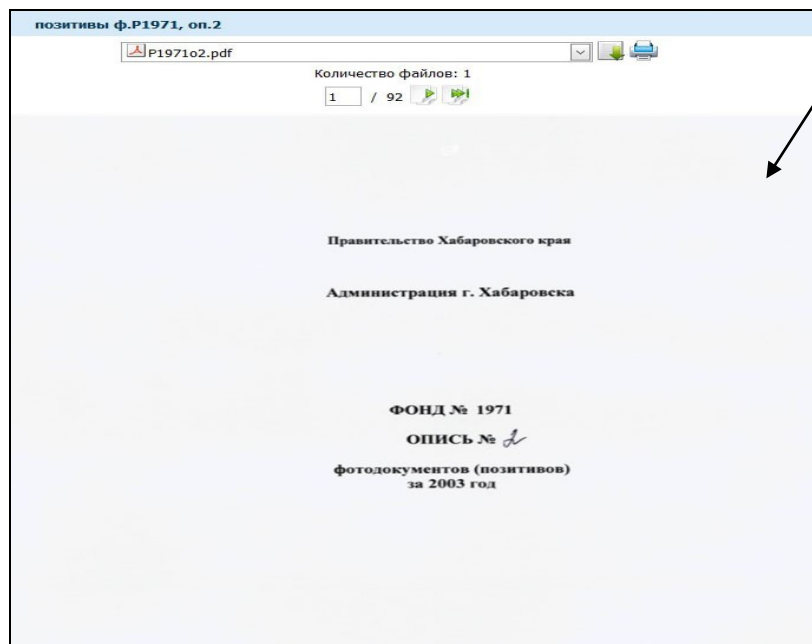 позитивы ф.Р1971, оп.2
P1971o2.pdf
Количество файлов: 1
1 / 92
Правительство Хабаровского края
Администрация г. Хабаровска
ФОНД № 1971
ОПИСЬ № 2
фотодокументов (позитивов)
за 2003 год